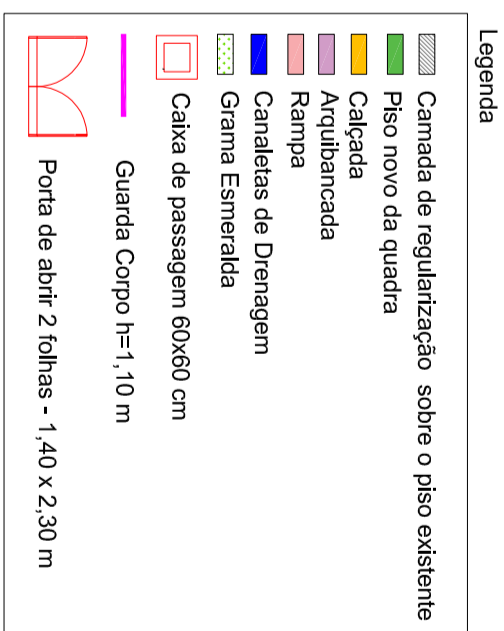 Legenda
Camada de regularização sobre o piso existente
Piso novo da quadra
Calçada
Arquibancada
Rampa
Canaletas de Drenagem
Grama Esmeralda
Caixa de passagem 60x60 cm
Guarda Corpo h=1,10 m
Porta de abrir 2 folhas - 1,40 x 2,30 m